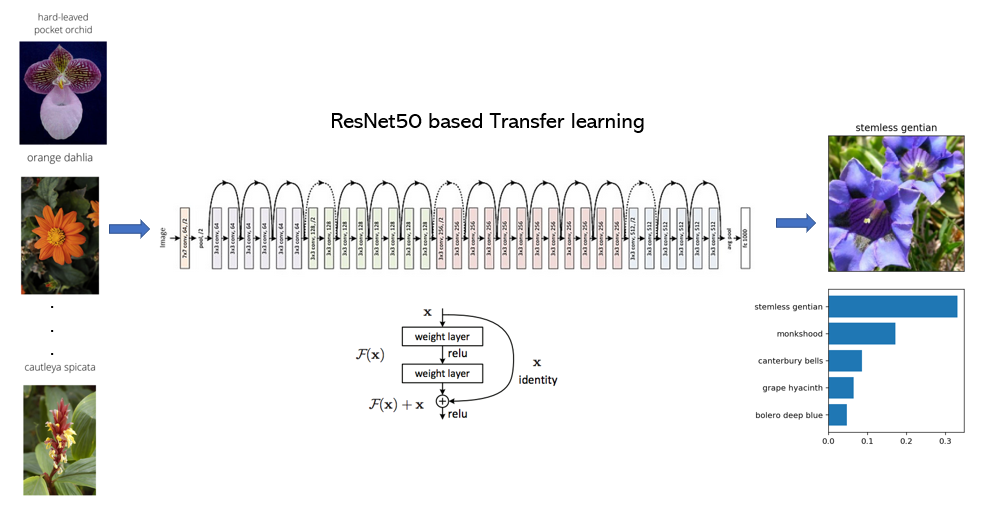 hard-leaved
pocket orchid
orange dahlia
cautleya spicata
ResNet50 based Transfer learning
Image
7x7 conv, 64, /2
pool, /2
3x3 conv, 64
3x3 conv, 64
3x3 conv, 64
3x3 conv, 64
3x3 conv, 64
3x3 conv, 64
3x3 conv, 128, /2
3x3 conv, 128
3x3 conv, 128
3x3 conv, 128
3x3 conv, 128
3x3 conv, 128
3x3 conv, 128
3x3 conv, 128
3x3 conv, 256, /2
3x3 conv, 256
3x3 conv, 256
3x3 conv, 256
3x3 conv, 256
3x3 conv, 256
3x3 conv, 256
3x3 conv, 256
3x3 conv, 256
3x3 conv, 256
3x3 conv, 256
3x3 conv, 256
3x3 conv, 512, /2
3x3 conv, 512
3x3 conv, 512
3x3 conv, 512
3x3 conv, 512
3x3 conv, 512
avg pool
fc 1000
x
weight layer
F(x)
relu
weight layer
x
identity
F(x) + x
relu
stemless gentian
stemless gentian
monkshood
canterbury bells
grape hyacinth
bolero deep blue
0.0 0.1 0.2 0.3